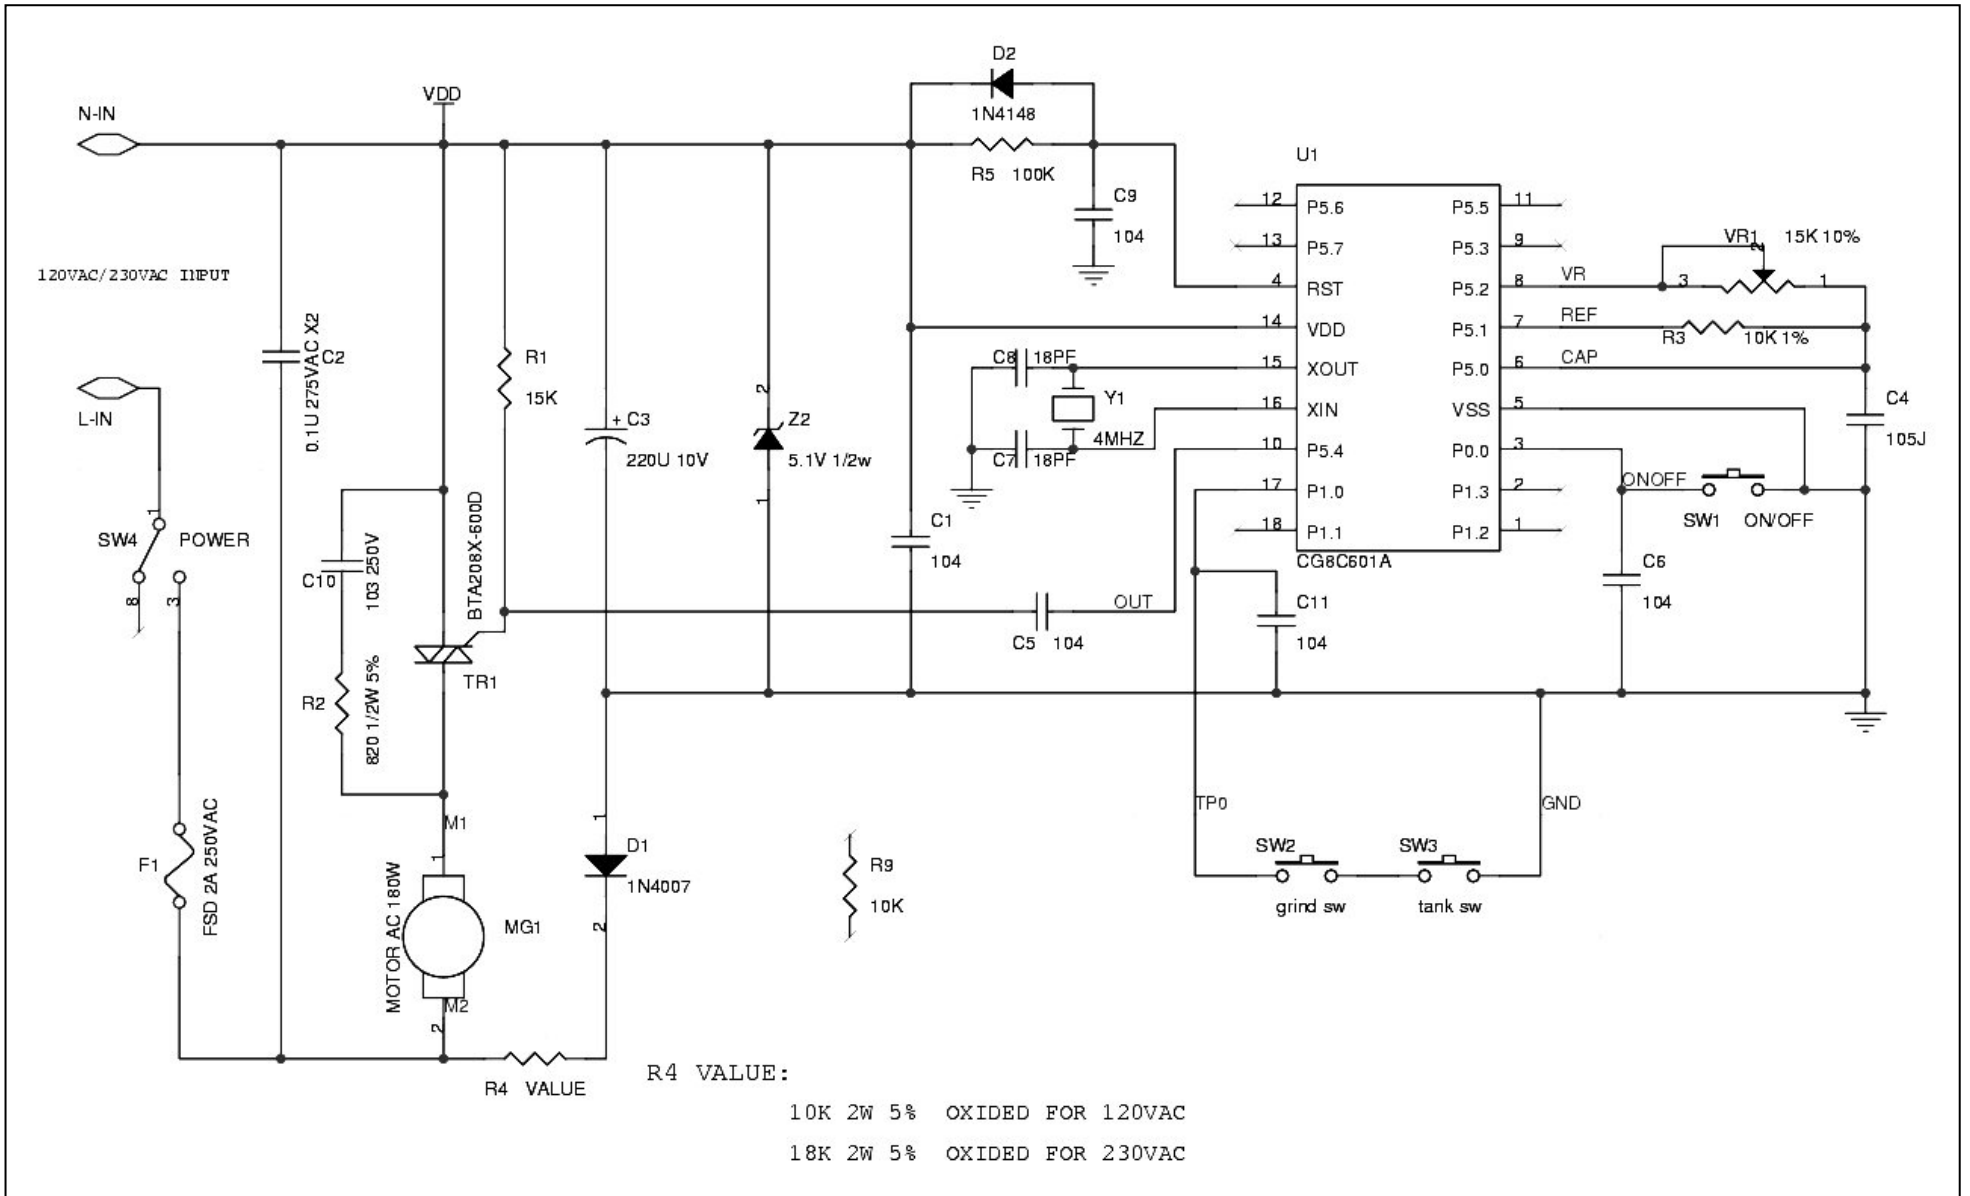 D2
1N4148
VDD
N-IN
U1
R5 100K
C9
104
12 P5.6
P5.5 11
13 P5.7
P5.3 9
4 RST
P5.2 8
14 VDD
P5.1 7
15 XOUT
P5.0 6
16 XIN
VSS 5
10 P5.4
P0.0 3
17 P1.0
P1.3 2
18 P1.1
P1.2 1
CG8C601A
VR1 15K 10%
2
VR
3
1
REF
R3 10K 1%
CAP
120VAC/230VAC INPUT
C2
0.1U 275VAC X2
L-IN
R1
15K
C8 18PF
Y1
4MHZ
C7 18PF
C4
105J
+ C3
220U 10V
2
Z2
5.1V 1/2w
1
ONOFF
SW1 ON/OFF
1
SW4 POWER
8
3
C10
103 250V
BTA208X-600D
C1
104
C6
104
OUT
C5 104
C11
104
TR1
R2
820 1/2W 5%
TP0
GND
M1
1
MOTOR AC 180W
MG1
M2
2
1
D1
1N4007
2
R9
10K
SW2
grind sw
SW3
tank sw
F1
FSD 2A 250VAC
R4 VALUE
R4 VALUE:
10K 2W 5% OXIDED FOR 120VAC
18K 2W 5% OXIDED FOR 230VAC